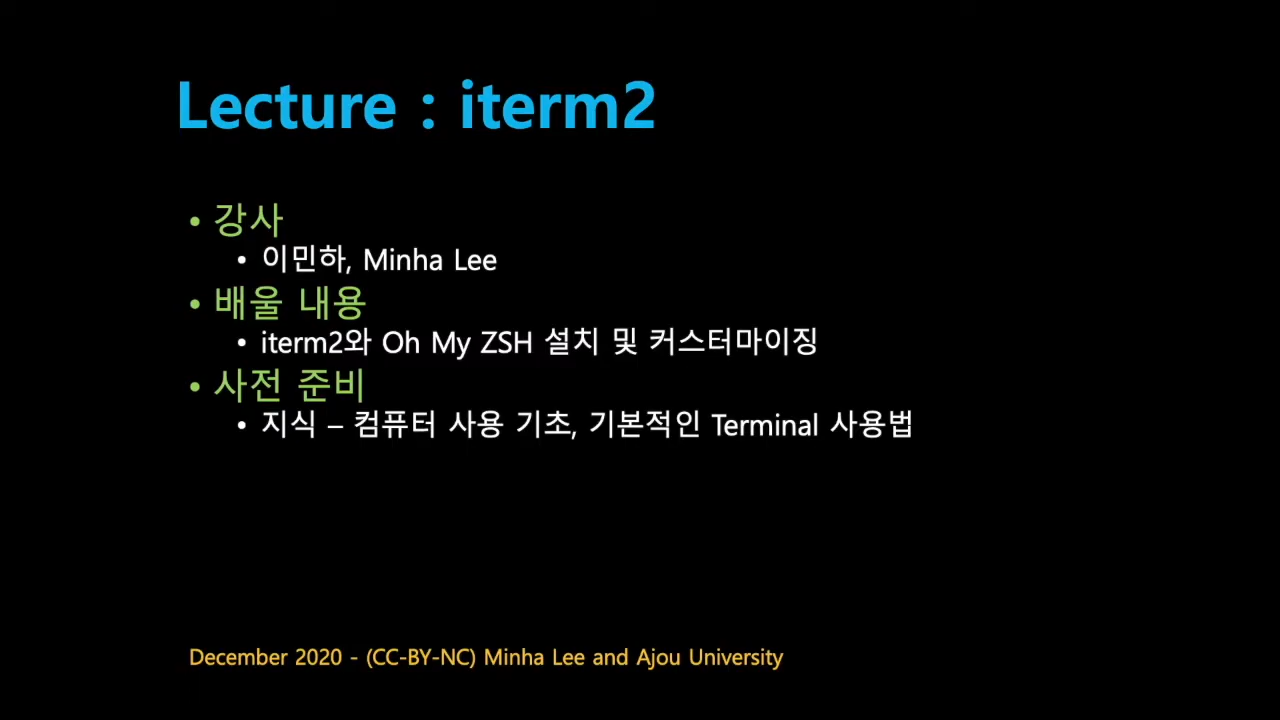 Lecture : iterm2
• 강사
• 이민하, Minha Lee
• 배울 내용
• iterm2와 Oh My ZSH 설치 및 커스터마이징
• 사전 준비
• 지식 – 컴퓨터 사용 기초, 기본적인 Terminal 사용법
December 2020 - (CC-BY-NC) Minha Lee and Ajou University